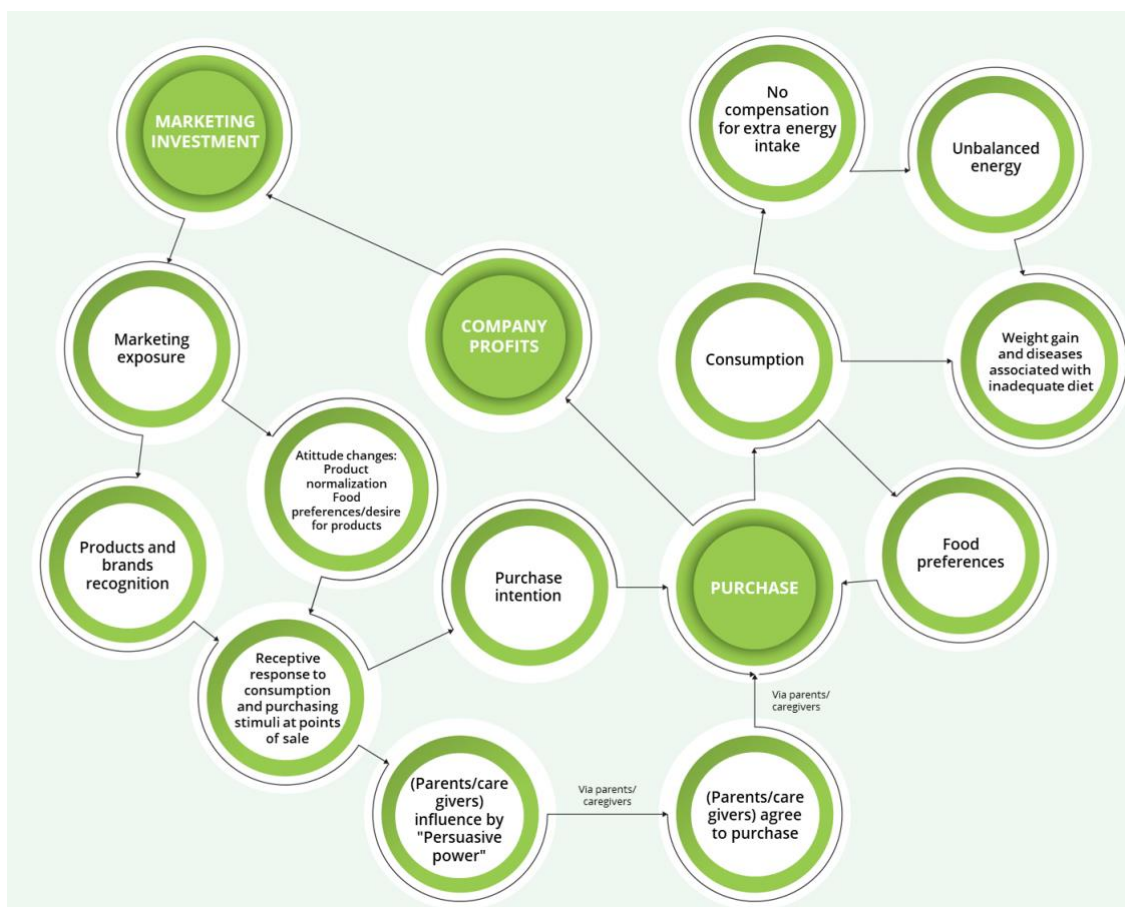 MARKETING
INVESTMENT
No
compensation
for extra energy
intake
Unbalanced
energy
Marketing
exposure
COMPANY
PROFITS
Consumption
Weight gain
and diseases
associated with
inadequate diet
Atittude changes:
Product
normalization
Food
preferences/desire
for products
Products and
brands
recognition
Purchase
intention
PURCHASE
Food
preferences
Receptive
response to
consumption
and purchasing
stimuli at points
of sale
Via parents/
caregivers
(Parents/care
givers)
influence by
"Persuasive
power"
Via parents/
caregivers
(Parents/care
givers) agree
to purchase